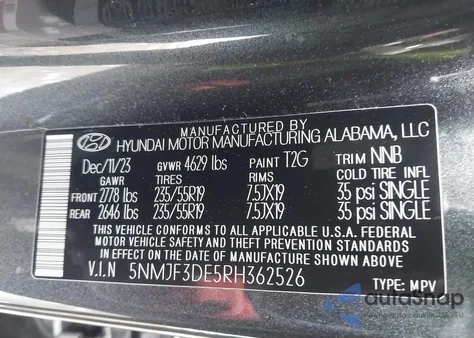 MANUFACTURED BY
HYUNDAI MOTOR MANUFACTURING ALABAMA, LLC
Dec/11/23 GVWR 4629 lbs PAINT T2G TRIM NNB
GAWR TIRES RIMS COLD TIRE INFL
FRONT 2778 lbs 235/55R19 7.5JX19 35 psi SINGLE
REAR 2646 lbs 235/55R19 7.5JX19 35 psi SINGLE
THIS VEHICLE CONFORMS TO ALL APPLICABLE U.S.A. FEDERAL
MOTOR VEHICLE SAFETY, BUMPER, AND THEFT PREVENTION STANDARDS
IN EFFECT ON THE DATE OF MANUFACTURE SHOWN ABOVE
V.I.N 5NMJF3DE5RH362526 TYPE: MPV
autoSnap